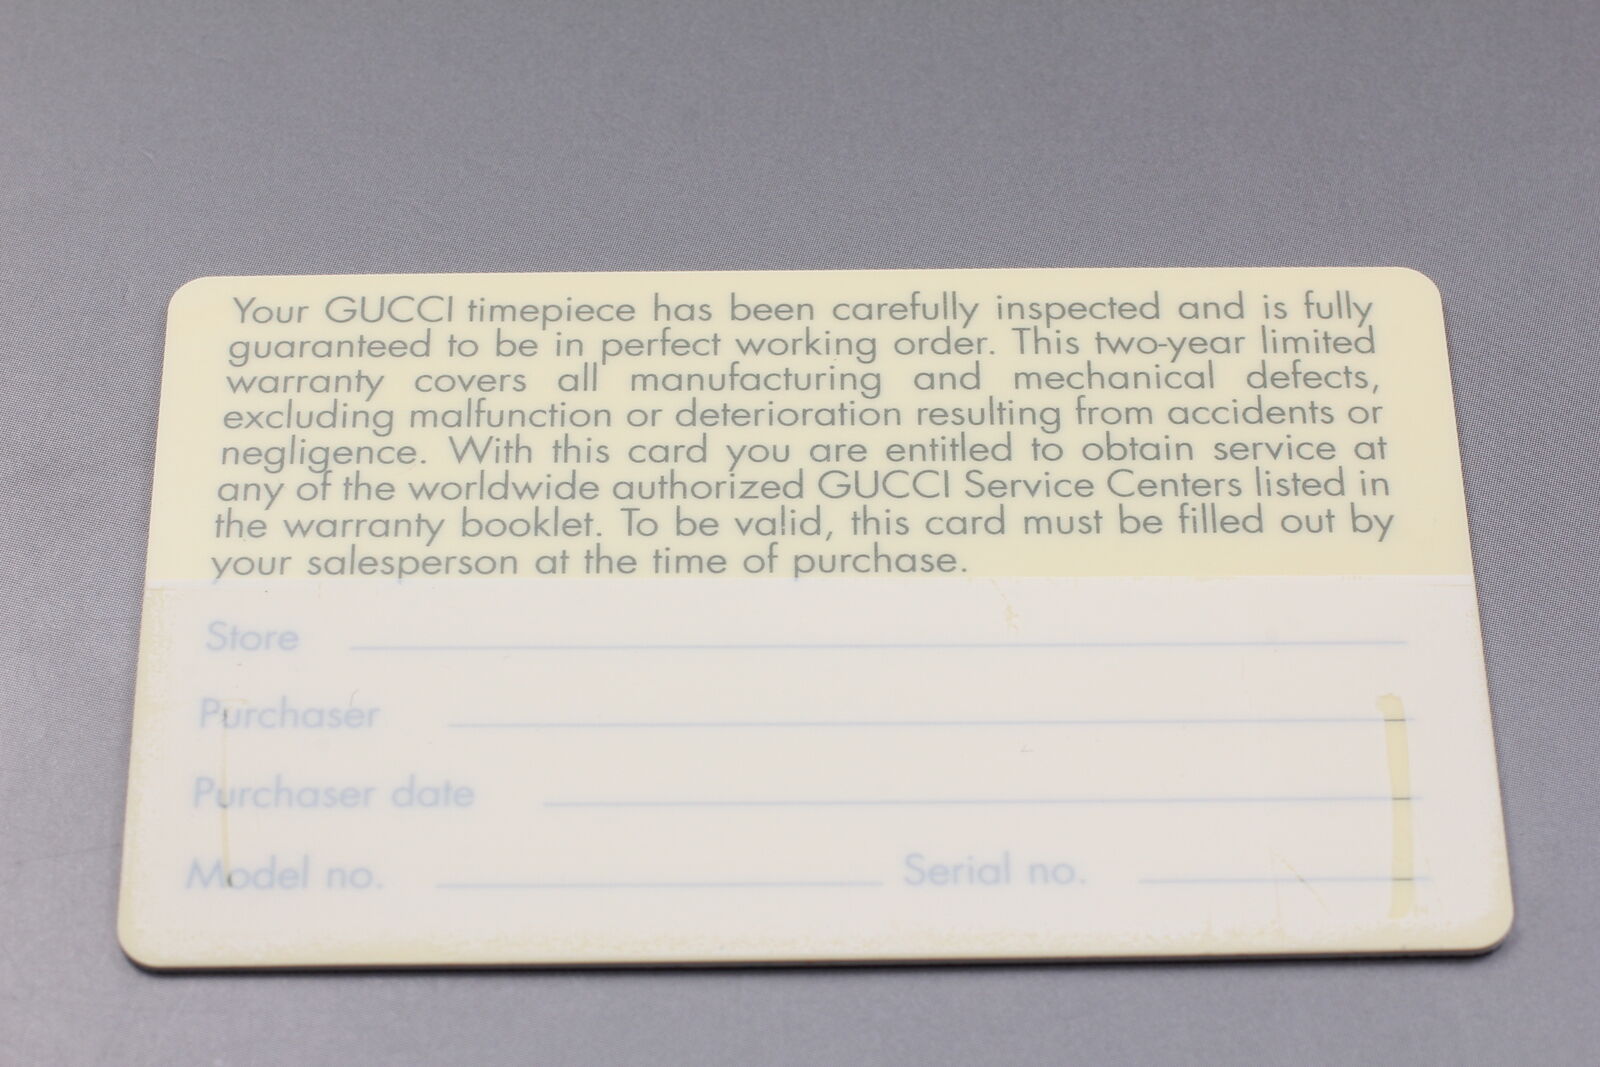 Your GUCCI timepiece has been carefully inspected and is fully
guaranteed to be in perfect working order. This two-year limited
warranty covers all manufacturing and mechanical defects,
excluding malfunction or deterioration resulting from accidents or
negligence. With this card you are entitled to obtain service at
any of the worldwide authorized GUCCI Service Centers listed in
the warranty booklet. To be valid, this card must be filled out by
your salesperson at the time of purchase.
Store
Purchaser
Purchaser date
Model no. Serial no.